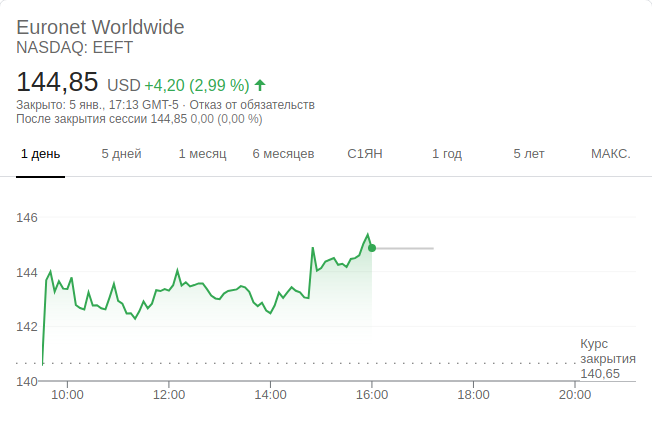 Euronet Worldwide
NASDAQ: EEFT
144,85 USD +4,20 (2,99 %)
Закрыто: 5 янв., 17:13 GMT-5 · Отказ от обязательств
После закрытия сессии 144,85 0,00 (0,00 %)
1 день 5 дней 1 месяц 6 месяцев С1ЯН 1 год 5 лет МАКС.
146
144
142
Курс
закрытия
140,65
140
10:00 12:00 14:00 16:00 18:00 20:00